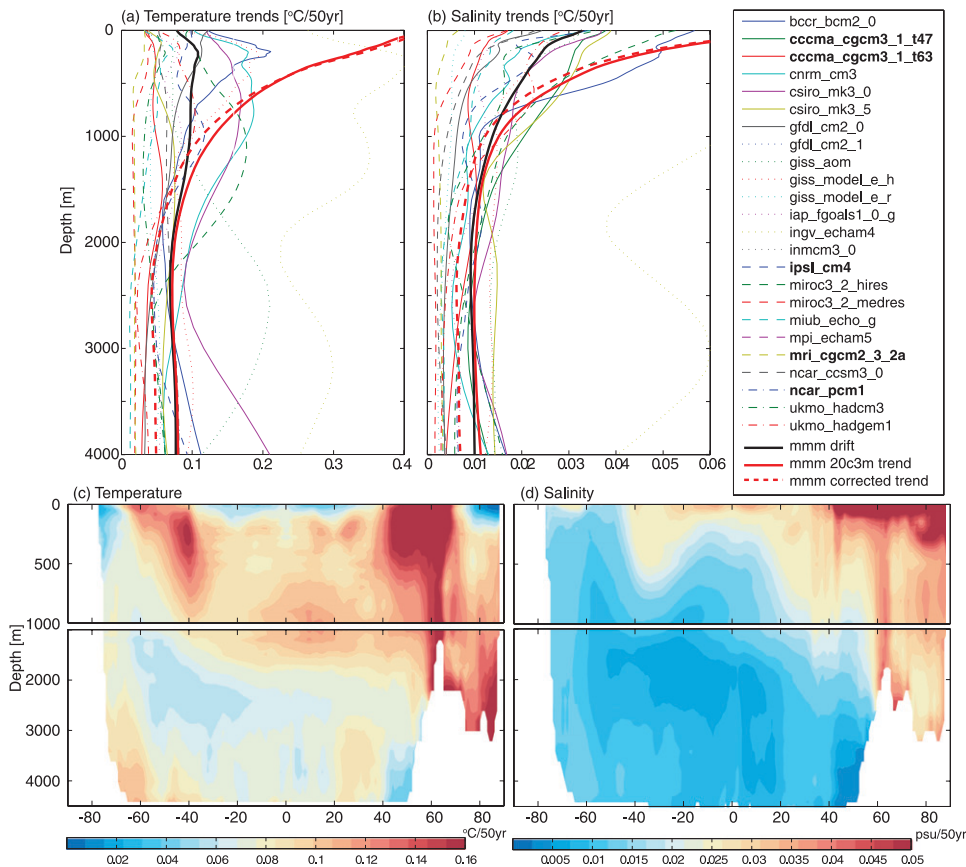 (a) Temperature trends [°C/50yr]
(b) Salinity trends [°C/50yr]
Depth [m]
0
1000
2000
3000
4000
0 0.1 0.2 0.3 0.4
0 0.01 0.02 0.03 0.04 0.05 0.06
bccr_bcm2_0
cccma_cgcm3_1_t47
cccma_cgcm3_1_t63
cnrm_cm3
csiro_mk3_0
csiro_mk3_5
gfdl_cm2_0
gfdl_cm2_1
giss_aom
giss_model_e_h
giss_model_e_r
iap_fgoals1_0_g
ingv_echam4
inmcm3_0
ipsl_cm4
miroc3_2_hires
miroc3_2_medres
miub_echo_g
mpi_echam5
mri_cgcm2_3_2a
ncar_ccsm3_0
ncar_pcm1
ukmo_hadcm3
ukmo_hadgem1
mmm drift
mmm 20c3m trend
mmm corrected trend
(c) Temperature
(d) Salinity
Depth [m]
0
500
1000
2000
3000
4000
-80 -60 -40 -20 0 20 40 60 80
-80 -60 -40 -20 0 20 40 60 80
°C/50yr
0.02 0.04 0.06 0.08 0.1 0.12 0.14 0.16
psu/50yr
0.005 0.01 0.015 0.02 0.025 0.03 0.035 0.04 0.045 0.05